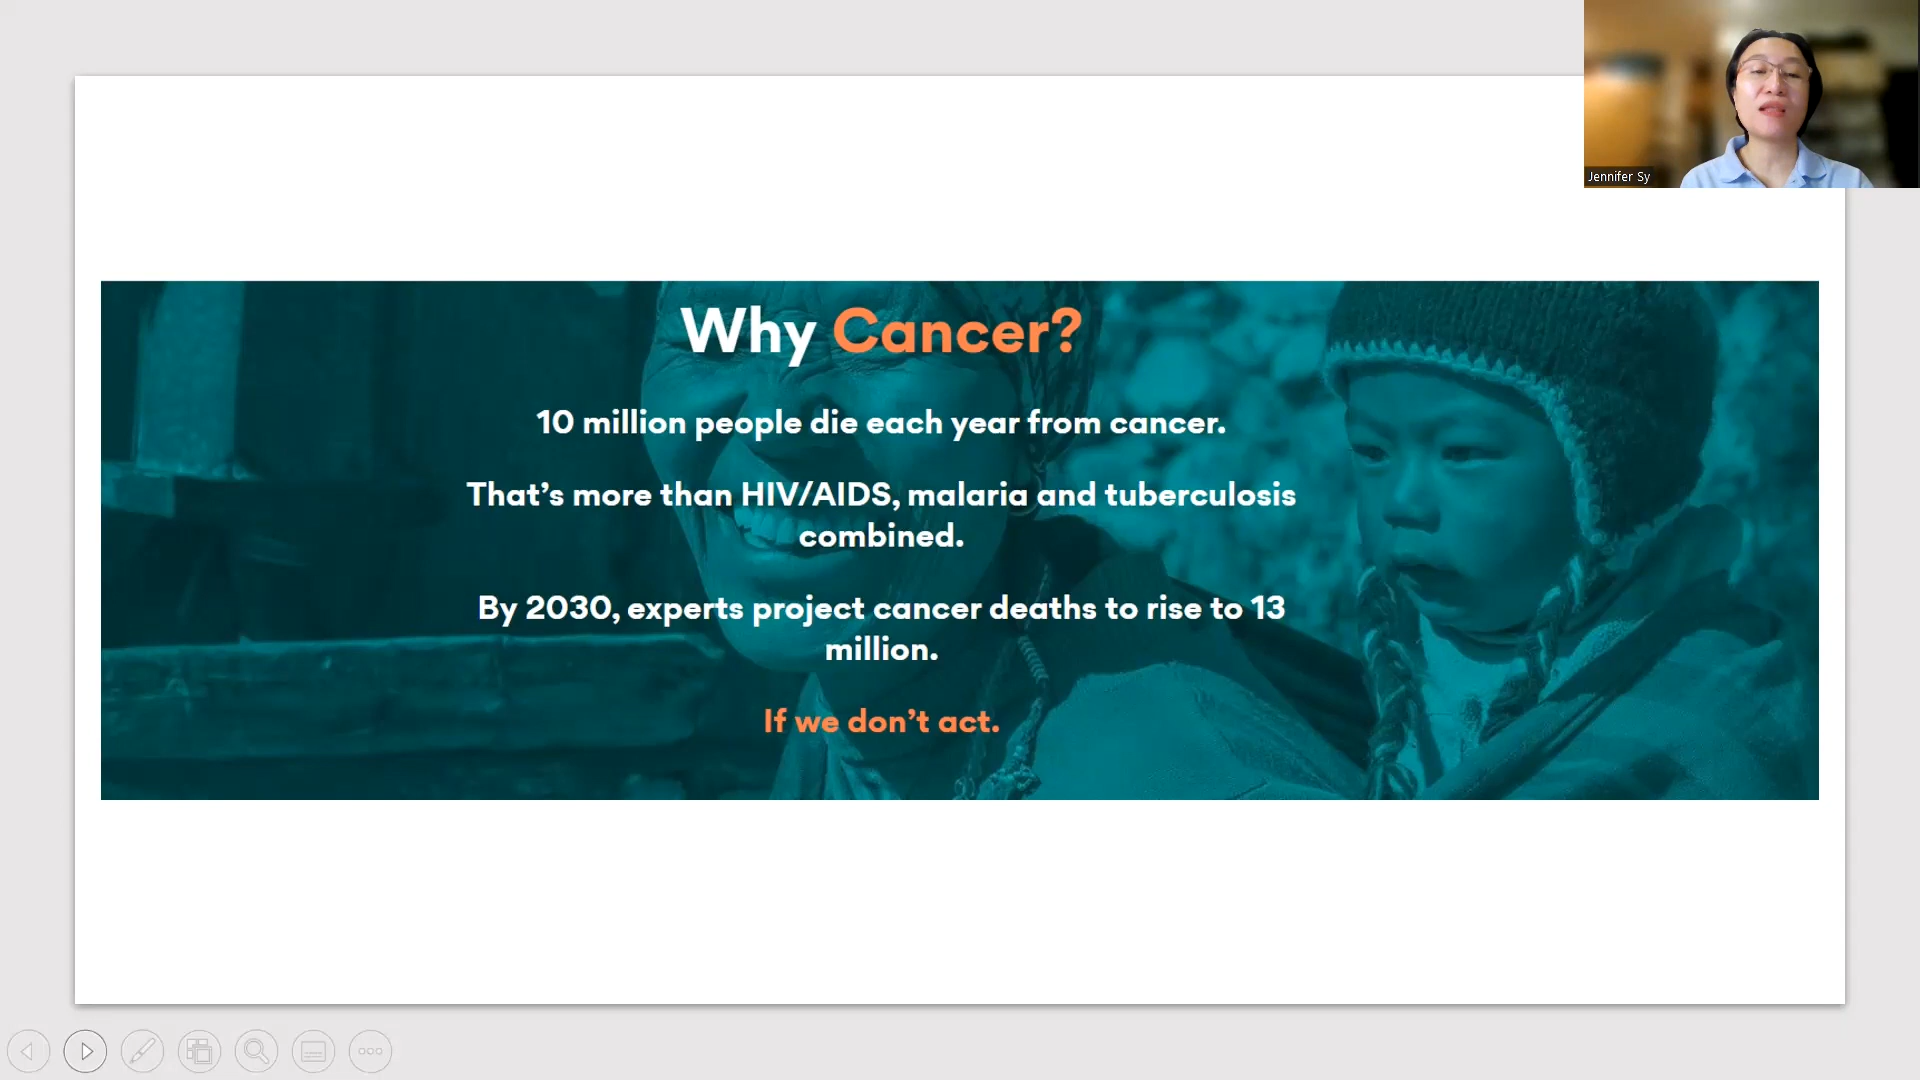 Jennifer Sy
Why Cancer?
10 million people die each year from cancer.
That’s more than HIV/AIDS, malaria and tuberculosis
combined.
By 2030, experts project cancer deaths to rise to 13
million.
If we don’t act.